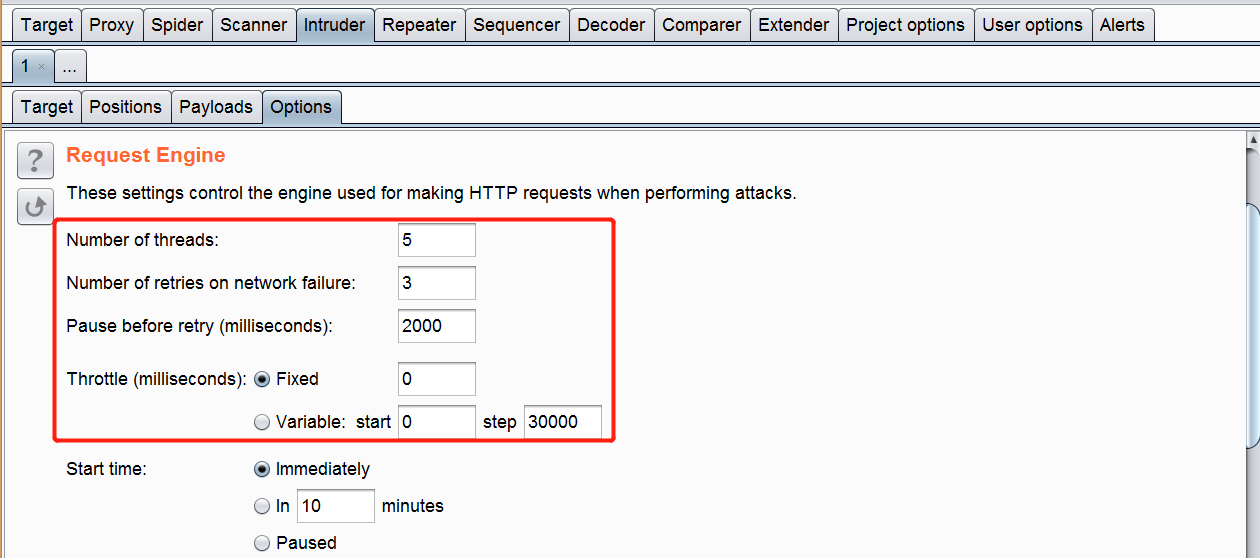 Target Proxy Spider Scanner Intruder Repeater Sequencer Decoder Comparer Extender Project options User options Alerts
1 × ...
Target Positions Payloads Options
? Request Engine
These settings control the engine used for making HTTP requests when performing attacks.
Number of threads: 5
Number of retries on network failure: 3
Pause before retry (milliseconds): 2000
Throttle (milliseconds): Fixed 0
Variable: start 0 step 30000
Start time: Immediately
In 10 minutes
Paused